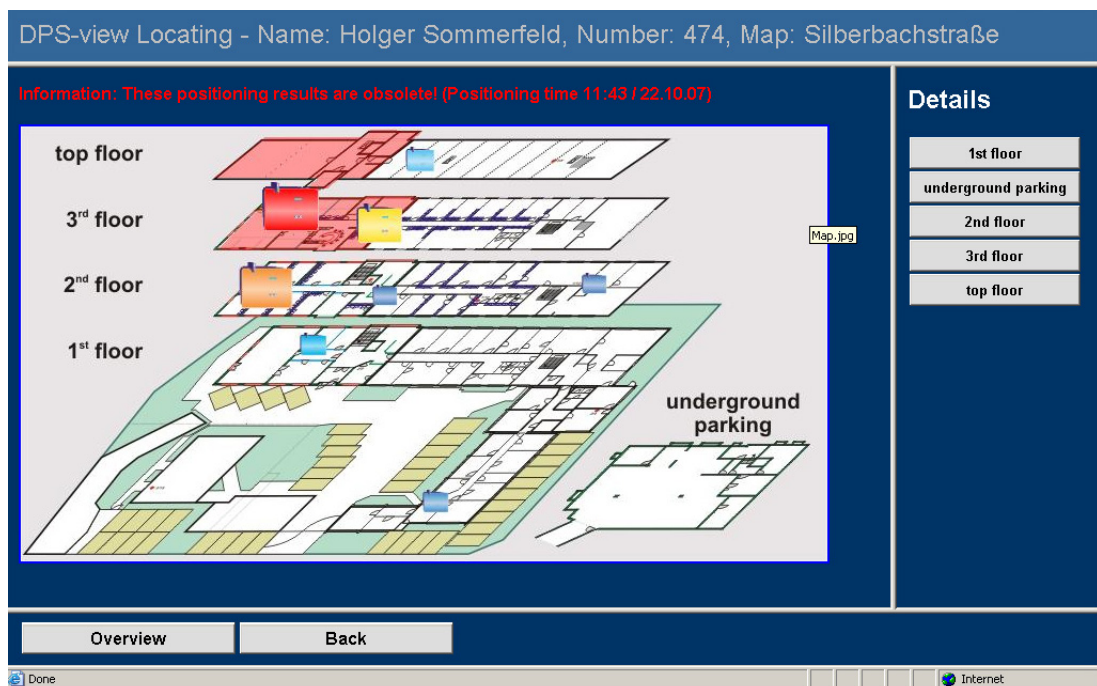 DPS-view Locating - Name: Holger Sommerfeld, Number: 474, Map: Silberbachstraße
Information: These positioning results are obsolete! (Positioning time 11:43 / 22.10.07)
top floor
3rd floor
2nd floor
1st floor
underground
parking
Map.jpg
Details
1st floor
underground parking
2nd floor
3rd floor
top floor
Overview
Back
Done
Internet